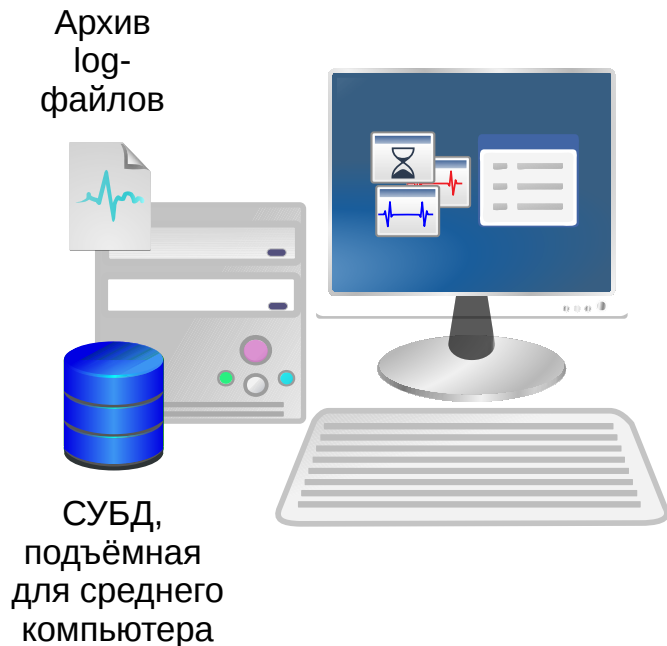 Архив
log-
файлов
СУБД,
подъёмная
для среднего
компьютера